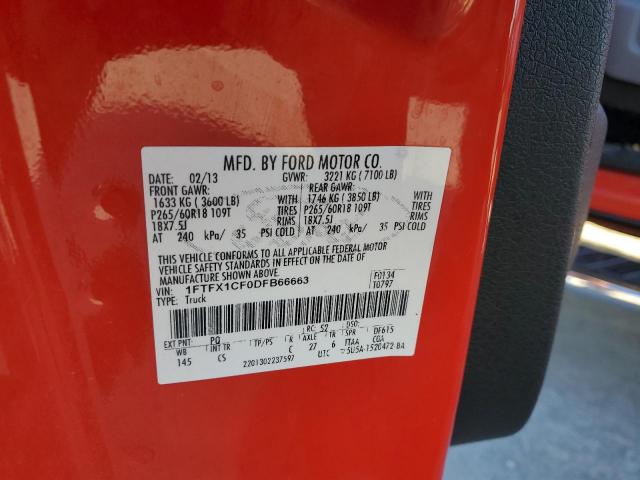 MFD. BY FORD MOTOR CO.
DATE: 02/13 GVWR: 3221 KG (7100 LB)
FRONT GAWR: REAR GAWR:
1633 KG (3600 LB) WITH 1746 KG (3850 LB) WITH
P265/60R18 109T TIRES P265/60R18 109T TIRES
18X7.5J RIMS 18X7.5J RIMS
AT 240 kPa/ 35 PSI COLD AT 240 kPa/ 35 PSI COLD
THIS VEHICLE CONFORMS TO ALL APPLICABLE FEDERAL MOTOR
VEHICLE SAFETY STANDARDS IN EFFECT ON THE DATE OF
MANUFACTURE SHOWN ABOVE.
VIN: 1FTFX1CF0DFB66663 F0134
TYPE: Truck T0797
EXT PNT: PQ RC: 52 DSO:
WB INT TR TP/PS R AXLE TR SPR DF615
145 CS C 27 6 FTAA COA
2201302237597 UTC 5U5A-1520472-BA